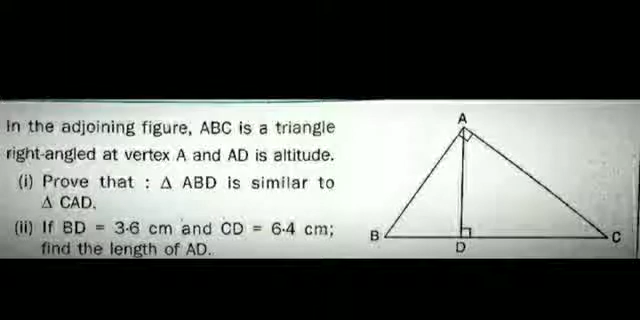 In the adjoining figure, ABC is a triangle
right-angled at vertex A and AD is altitude.
(i) Prove that : Δ ABD is similar to
Δ CAD.
(ii) If BD = 3·6 cm and CD = 6·4 cm;
find the length of AD.
A
B
C
D